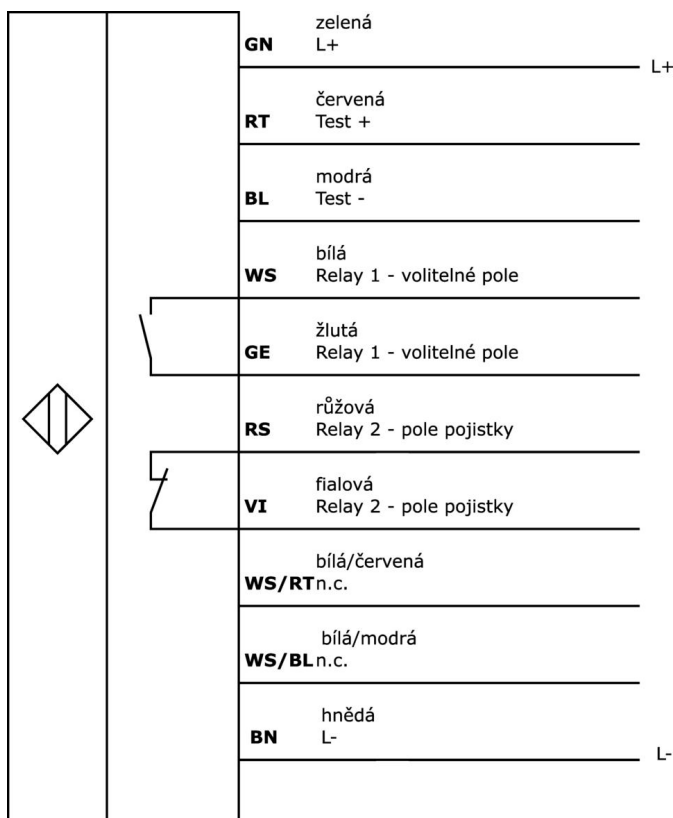 zelená
GN L+
L+
červená
RT Test +
modrá
BL Test -
bílá
WS Relay 1 - volitelné pole
žlutá
GE Relay 1 - volitelné pole
růžová
RS Relay 2 - pole pojistky
fialová
VI Relay 2 - pole pojistky
bílá/červená
WS/RT n.c.
bílá/modrá
WS/BL n.c.
hnědá
BN L-
L-